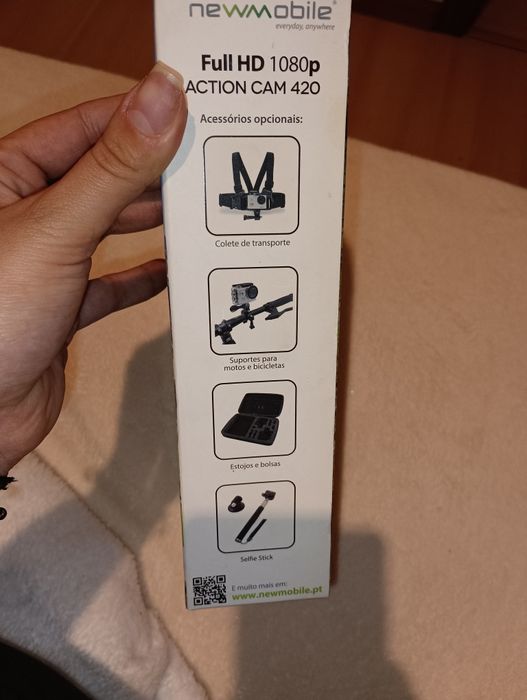 newmobile®
everyday, anywhere
Full HD 1080p
ACTION CAM 420
Acessórios opcionais:
Colete de transporte
Suportes para
motos e bicicletas
Estojos e bolsas
Selfie Stick
E muito mais em:
www.newmobile.pt